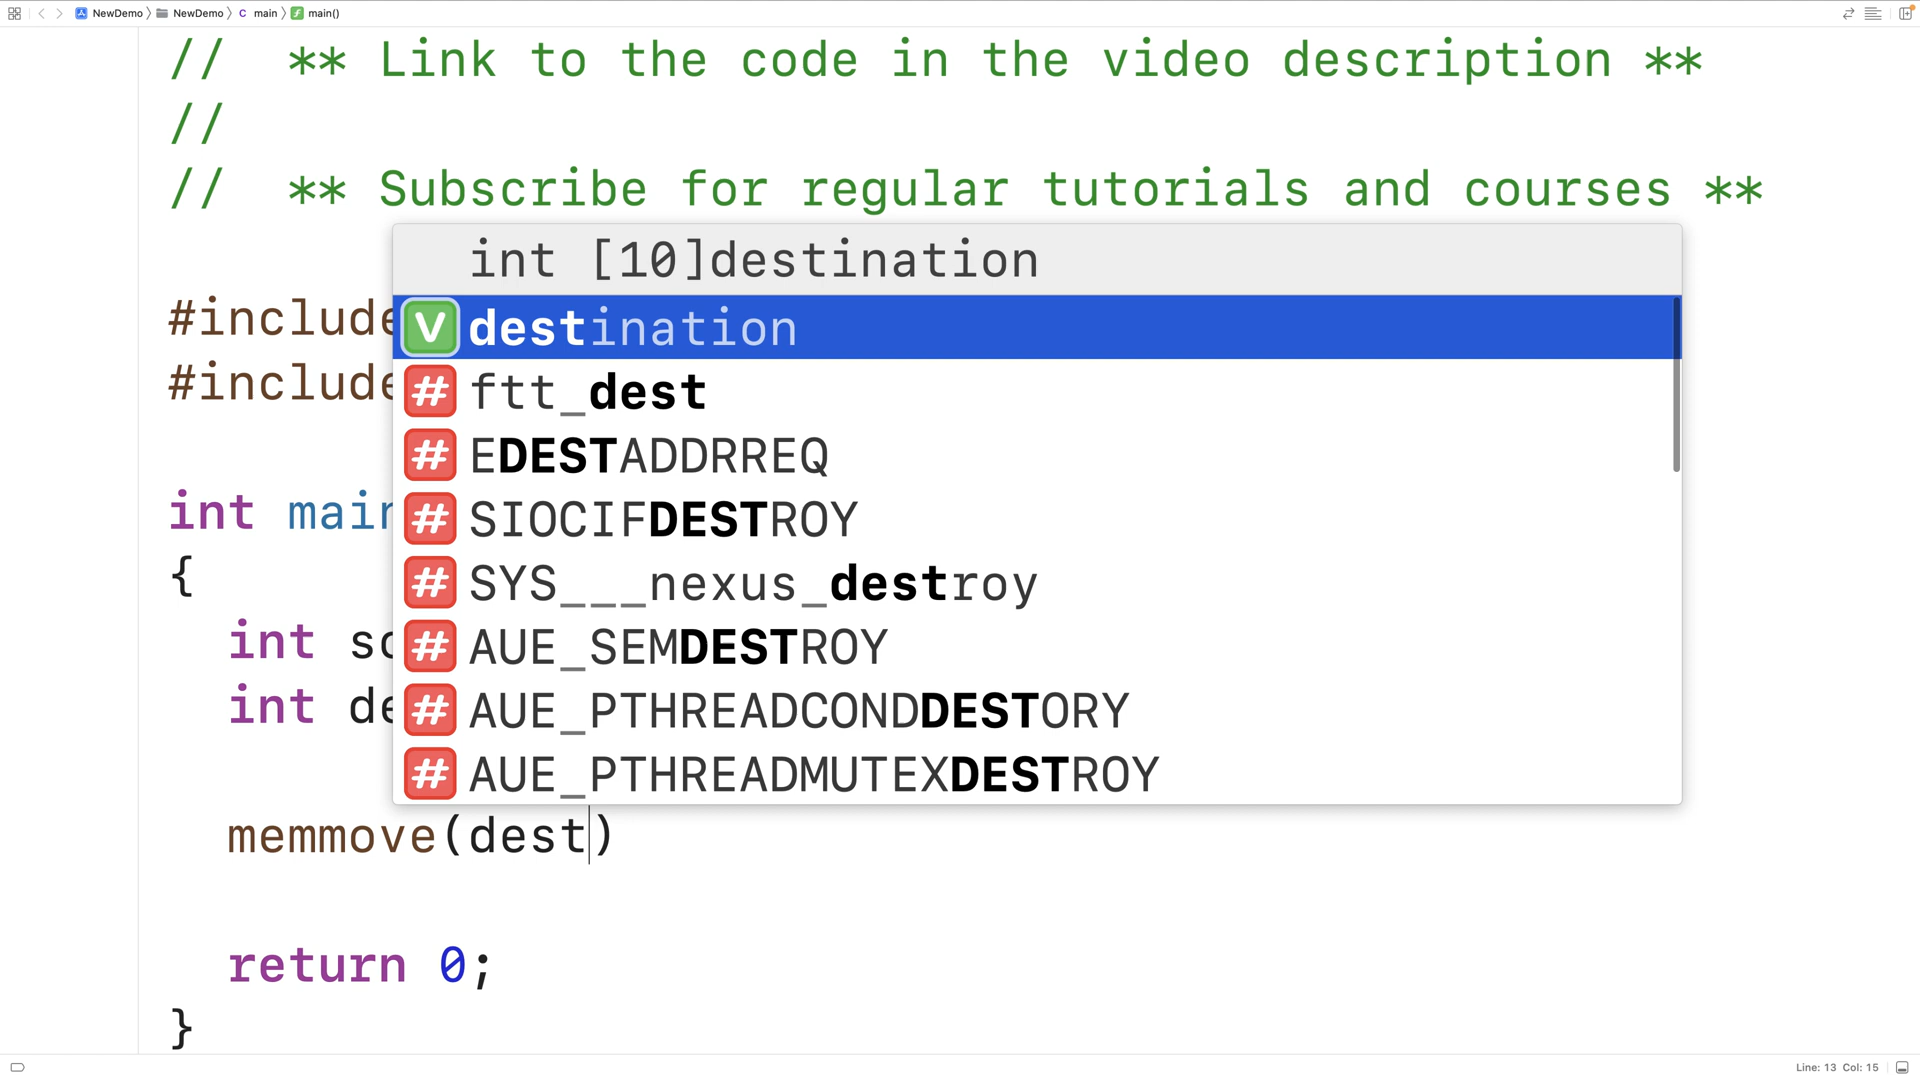 NewDemo NewDemo C main f main()
// ** Link to the code in the video description **
//
// ** Subscribe for regular tutorials and courses **
int [10]destination
#include
V destination
# ftt_dest
#include
# EDESTADDRREQ
int main
# SIOCIFDESTROY
{
# SYS___nexus_destroy
int so
# AUE_SEMDESTROY
int de
# AUE_PTHREADCONDDESTORY
# AUE_PTHREADMUTEXDESTROY
memmove(dest)
return 0;
}
Line: 13 Col: 15